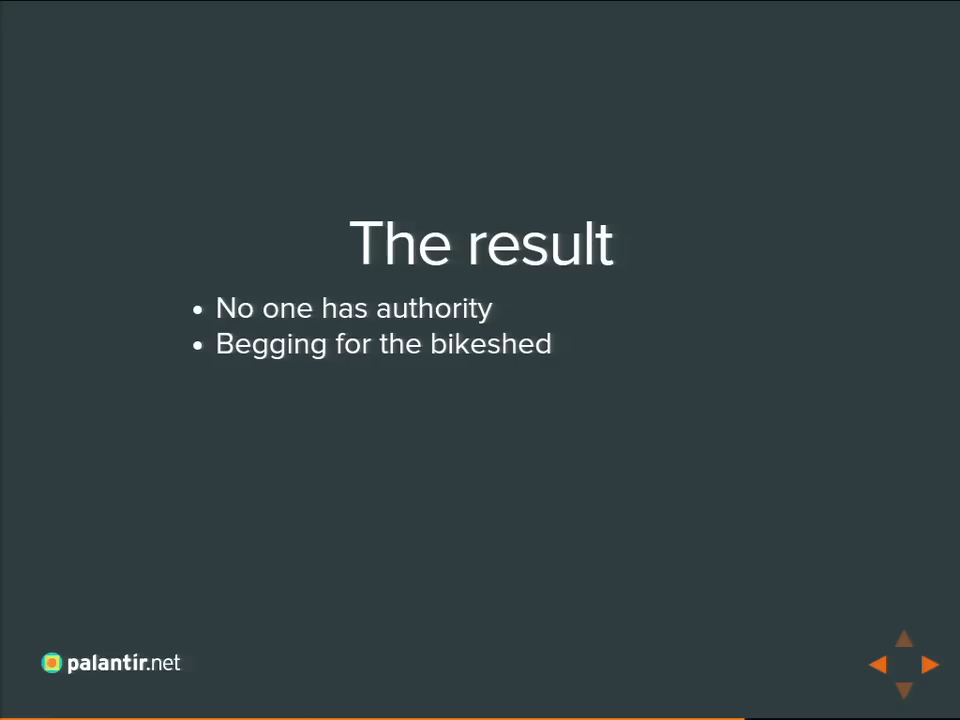 The result
• No one has authority
• Begging for the bikeshed
palantir.net